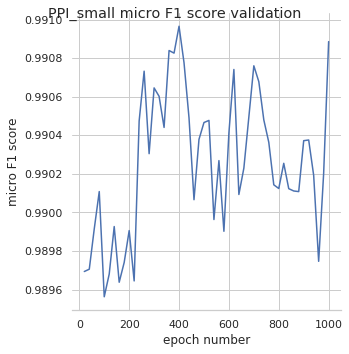 PPI_small micro F1 score validation
0.9910
0.9908
0.9906
0.9904
0.9902
0.9900
0.9898
0.9896
micro F1 score
0 200 400 600 800 1000
epoch number